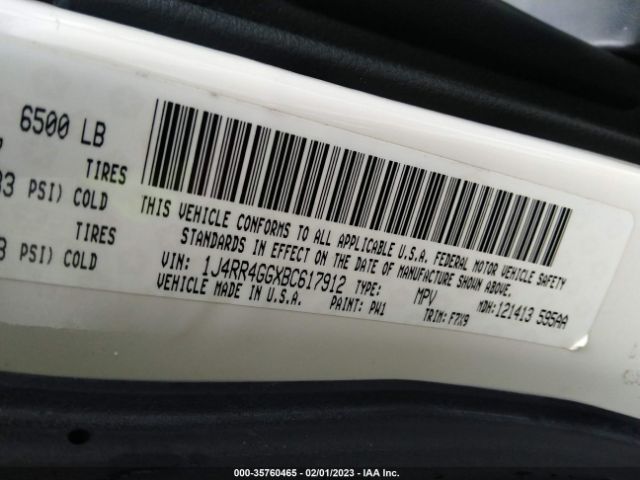 6500 LB
TIRES
33 PSI) COLD
TIRES
3 PSI) COLD
THIS VEHICLE CONFORMS TO ALL APPLICABLE U.S.A. FEDERAL MOTOR VEHICLE SAFETY
STANDARDS IN EFFECT ON THE DATE OF MANUFACTURE SHOWN ABOVE.
VIN: 1J4RR4GGXBC617912 TYPE: MPV MDH: 121413 595AA
VEHICLE MADE IN U.S.A. PAINT: PW1 TRIM: F7X9
000-35760465 - 02/01/2023 - IAA Inc.